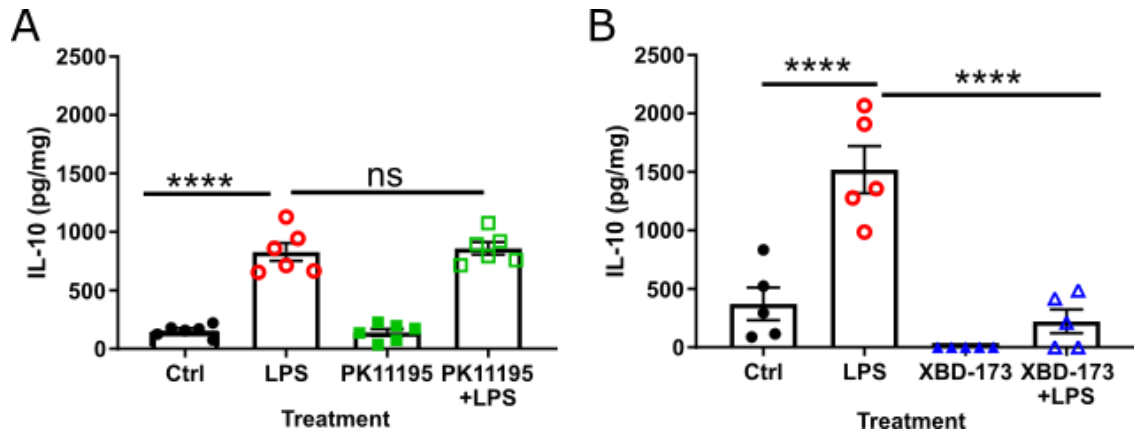 A
2500
2000
1500
1000
500
0
IL-10 (pg/mg)
****
ns
Ctrl
LPS
PK11195
PK11195
+LPS
Treatment
B
2500
2000
1500
1000
500
0
IL-10 (pg/mg)
****
****
Ctrl
LPS
XBD-173
XBD-173
+LPS
Treatment